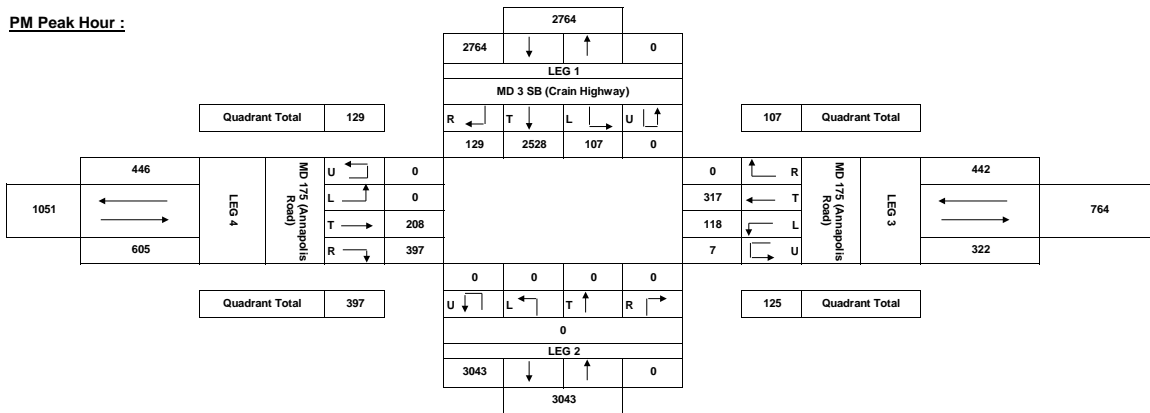 PM Peak Hour :
2764
2764 0
LEG 1
MD 3 SB (Crain Highway)
Quadrant Total 129
R T L U
107 Quadrant Total
129 2528 107 0
446
LEG 4
MD 175 (Annapolis Road)
U 0
L 0
T 208
R 397
1051
605
0 R
317 T
118 L
7 U
MD 175 (Annapolis Road)
LEG 3
442
764
322
0 0 0 0
Quadrant Total 397
U L T R
125 Quadrant Total
0
LEG 2
3043 0
3043